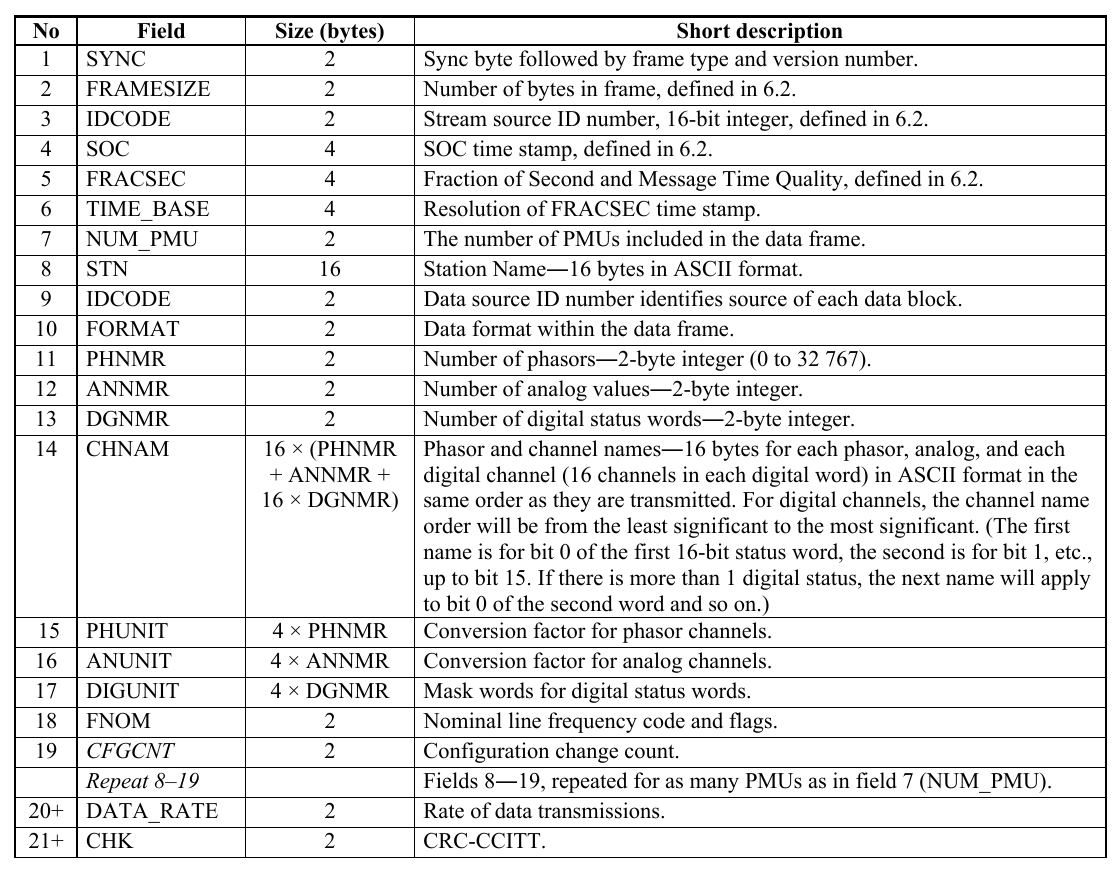 No Field Size (bytes) Short description
1 SYNC 2 Sync byte followed by frame type and version number.
2 FRAMESIZE 2 Number of bytes in frame, defined in 6.2.
3 IDCODE 2 Stream source ID number, 16-bit integer, defined in 6.2.
4 SOC 4 SOC time stamp, defined in 6.2.
5 FRACSEC 4 Fraction of Second and Message Time Quality, defined in 6.2.
6 TIME_BASE 4 Resolution of FRACSEC time stamp.
7 NUM_PMU 2 The number of PMUs included in the data frame.
8 STN 16 Station Name—16 bytes in ASCII format.
9 IDCODE 2 Data source ID number identifies source of each data block.
10 FORMAT 2 Data format within the data frame.
11 PHNMR 2 Number of phasors—2-byte integer (0 to 32 767).
12 ANNMR 2 Number of analog values—2-byte integer.
13 DGNMR 2 Number of digital status words—2-byte integer.
14 CHNAM 16 × (PHNMR Phasor and channel names—16 bytes for each phasor, analog, and each
+ ANNMR + digital channel (16 channels in each digital word) in ASCII format in the
16 × DGNMR) same order as they are transmitted. For digital channels, the channel name
order will be from the least significant to the most significant. (The first
name is for bit 0 of the first 16-bit status word, the second is for bit 1, etc.,
up to bit 15. If there is more than 1 digital status, the next name will apply
to bit 0 of the second word and so on.)
15 PHUNIT 4 × PHNMR Conversion factor for phasor channels.
16 ANUNIT 4 × ANNMR Conversion factor for analog channels.
17 DIGUNIT 4 × DGNMR Mask words for digital status words.
18 FNOM 2 Nominal line frequency code and flags.
19 CFGCNT 2 Configuration change count.
Repeat 8–19 Fields 8—19, repeated for as many PMUs as in field 7 (NUM_PMU).
20+ DATA_RATE 2 Rate of data transmissions.
21+ CHK 2 CRC-CCITT.